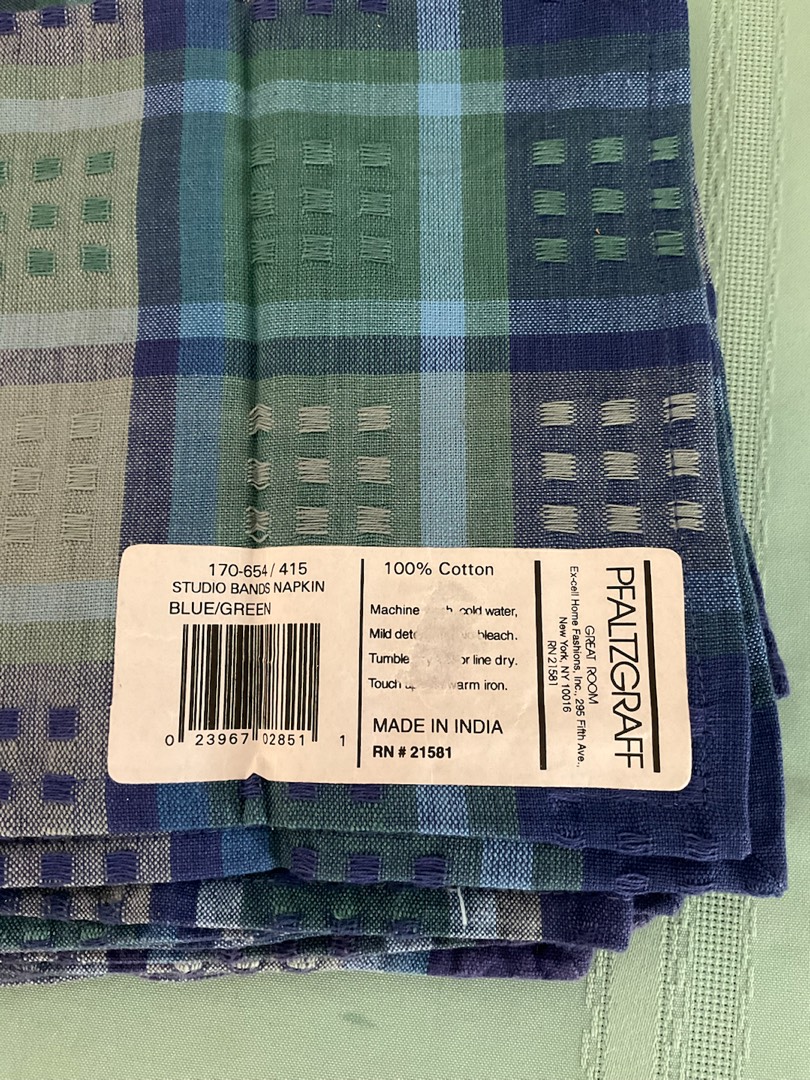 170-654/415
STUDIO BANDS NAPKIN
BLUE/GREEN
0 23967 02851 1
100% Cotton
Machine cold water,
Mild bleach.
Tumble or line dry.
Touch warm iron.
MADE IN INDIA
RN # 21581
PFALTZGRAFF
GREAT ROOM
Ex-cell Home Fashions, Inc., 295 Fifth Ave.,
New York, NY 10016
RN 21581